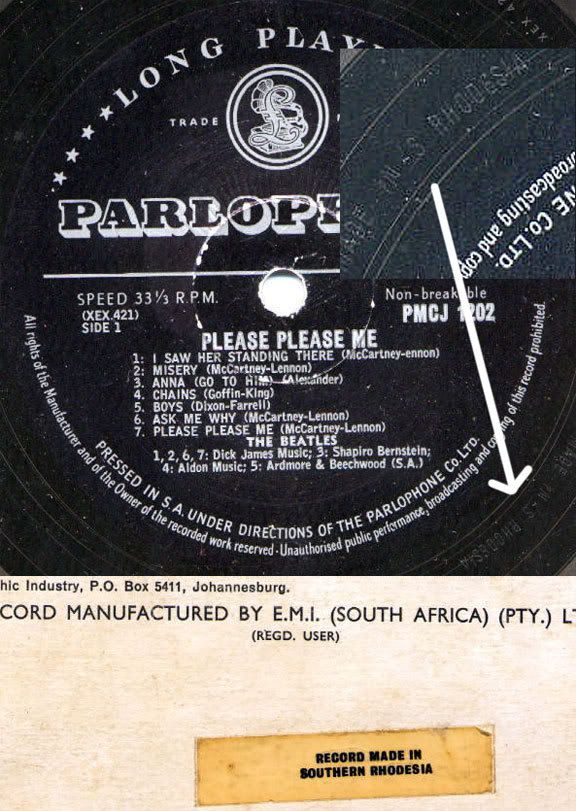 LONG PLAY
XEX 42
TRADE
PARLOPH
NE CO. LTD.
broadcasting and cop
RHODESIA
SPEED 33⅓ R.P.M.
(XEX.421)
SIDE 1
Non-breakable
PMCJ 1202
PLEASE PLEASE ME
1: I SAW HER STANDING THERE (McCartney-ennon)
2: MISERY (McCartney-Lennon)
3: ANNA (GO TO HIM) (Alexander)
4: CHAINS (Goffin-King)
5: BOYS (Dixon-Farrell)
6: ASK ME WHY (McCartney-Lennon)
7: PLEASE PLEASE ME (McCartney-Lennon)
THE BEATLES
1, 2, 6, 7: Dick James Music; 3: Shapiro Bernstein;
4: Aldon Music; 5: Ardmore & Beechwood (S.A.)
All rights of the Manufacturer and of the Owner of the recorded work reserved - Unauthorised public performance, broadcasting and copying of this record prohibited.
PRESSED IN S.A. UNDER DIRECTIONS OF THE PARLOPHONE CO. LTD.
RHODESIA
hic Industry, P.O. Box 5411, Johannesburg.
CORD MANUFACTURED BY E.M.I. (SOUTH AFRICA) (PTY.) LT
(REGD. USER)
RECORD MADE IN
SOUTHERN RHODESIA